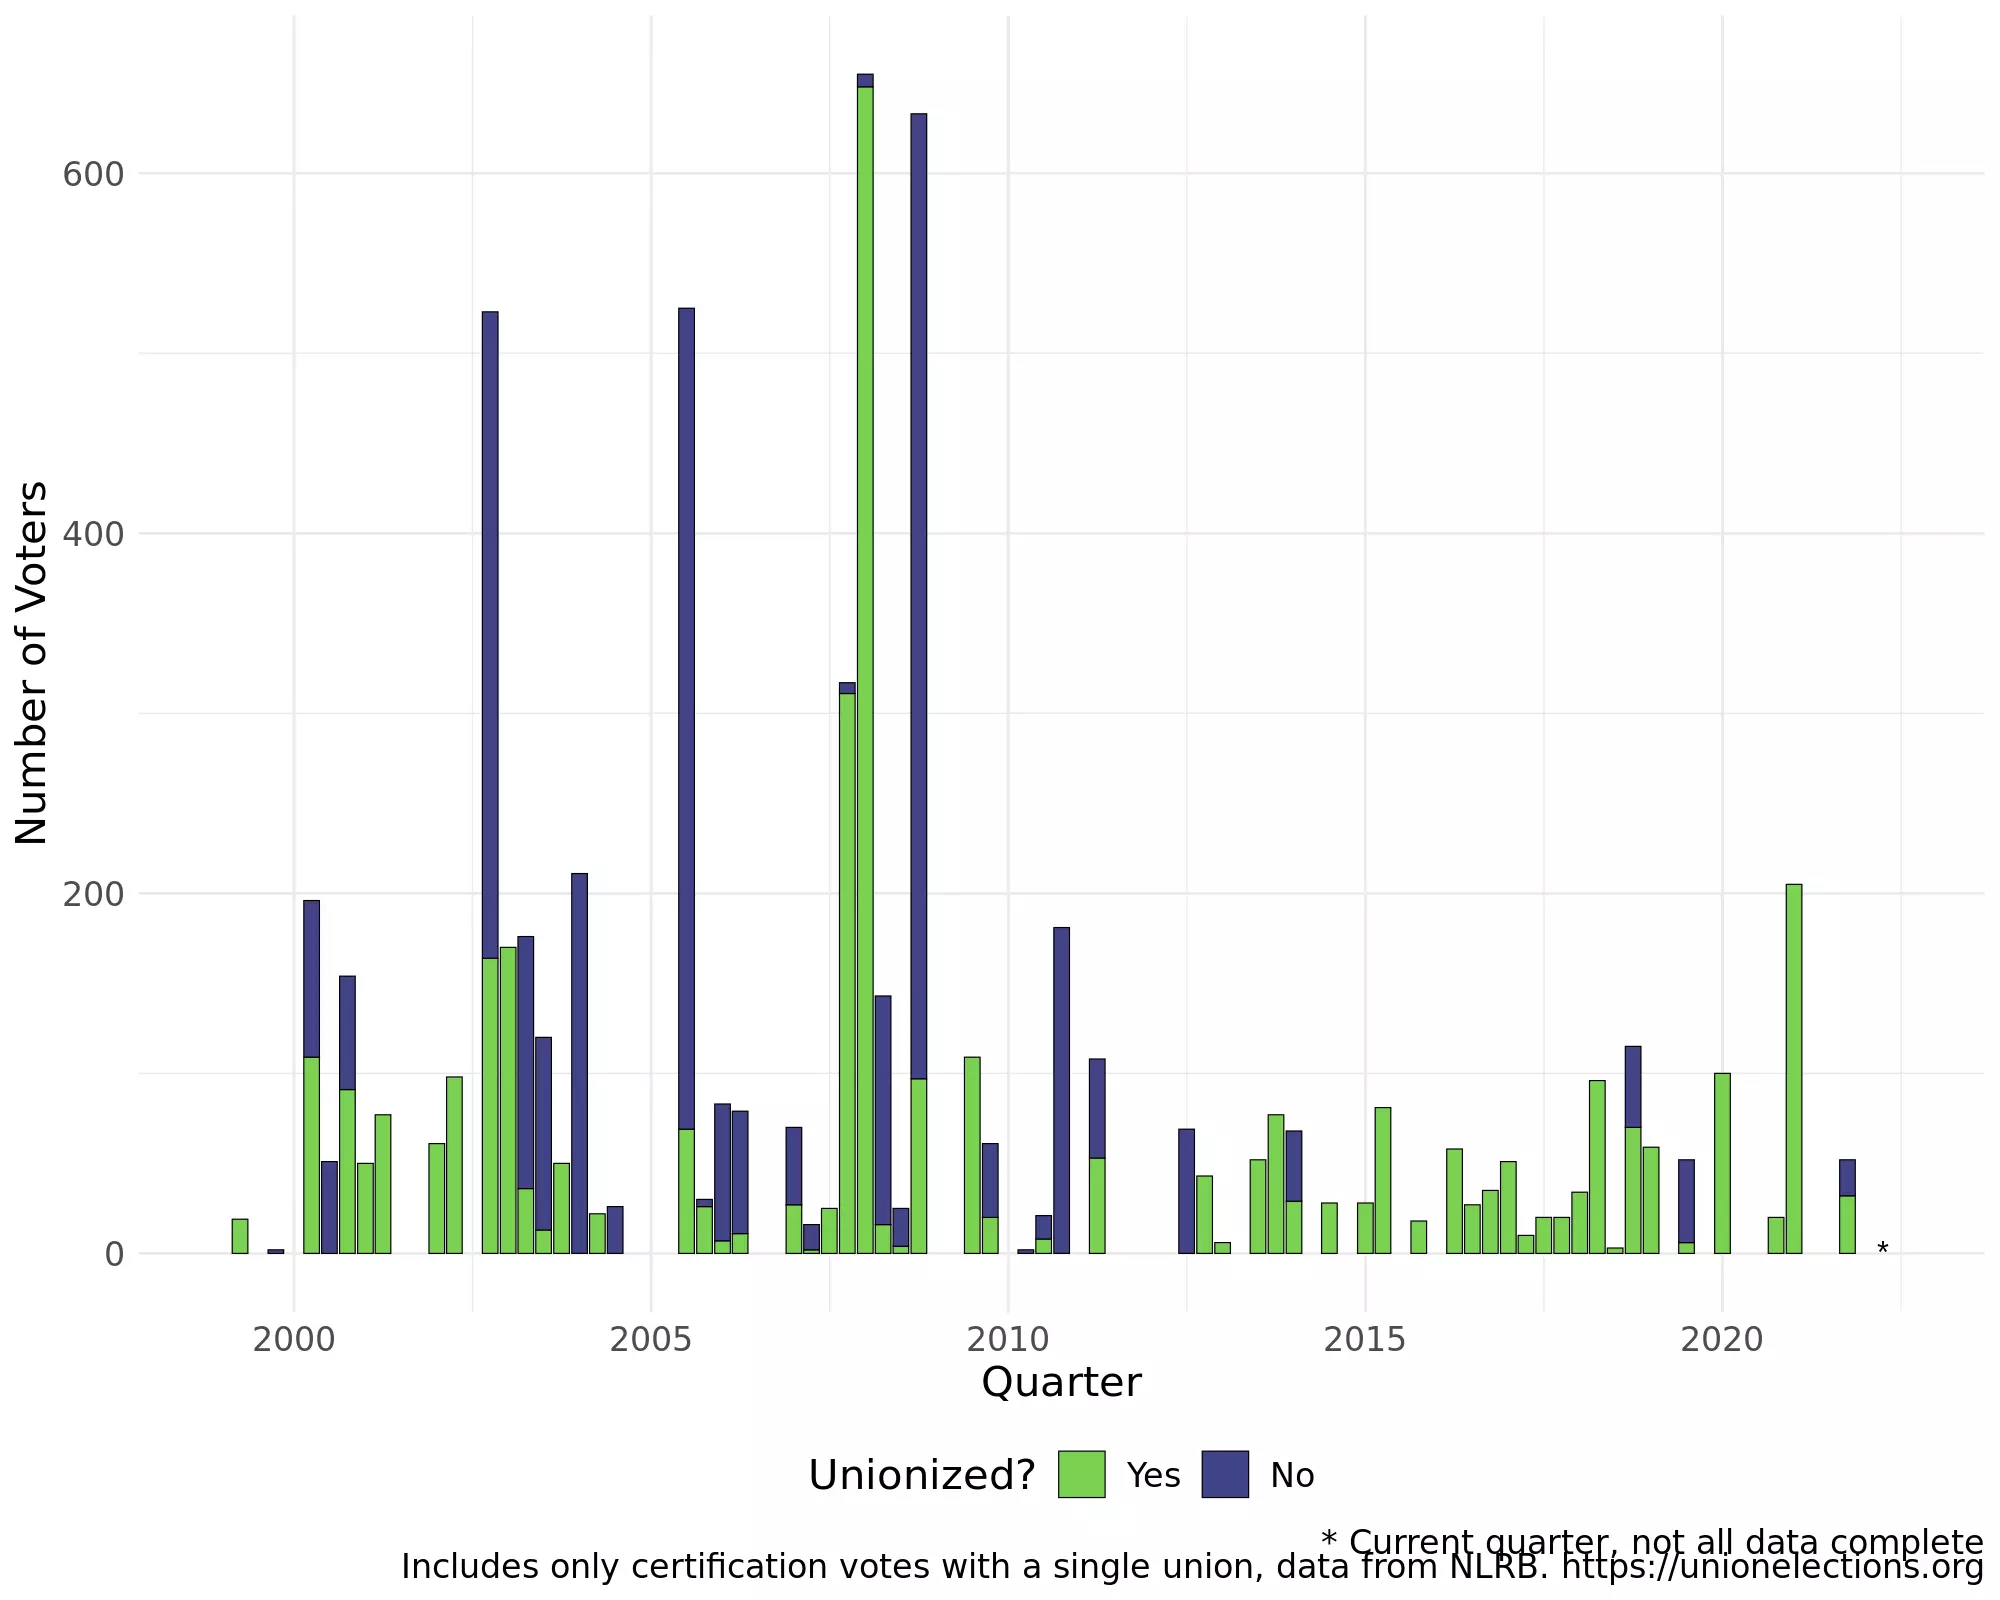 Number of Voters
600
400
200
0
*
2000 2005 2010 2015 2020
Quarter
Unionized? Yes No
* Current quarter, not all data complete
Includes only certification votes with a single union, data from NLRB. https://unionelections.org